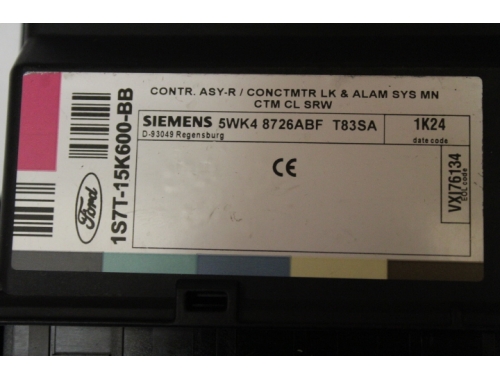 CONTR. ASY-R / CONCTMTR LK & ALAM SYS MN
CTM CL SRW
SIEMENS 5WK4 8726ABF T83SA
D-93049 Regensburg
1K24
date code
CE
VXJ76134
EOL code
Ford
1S7T-15K600-BB